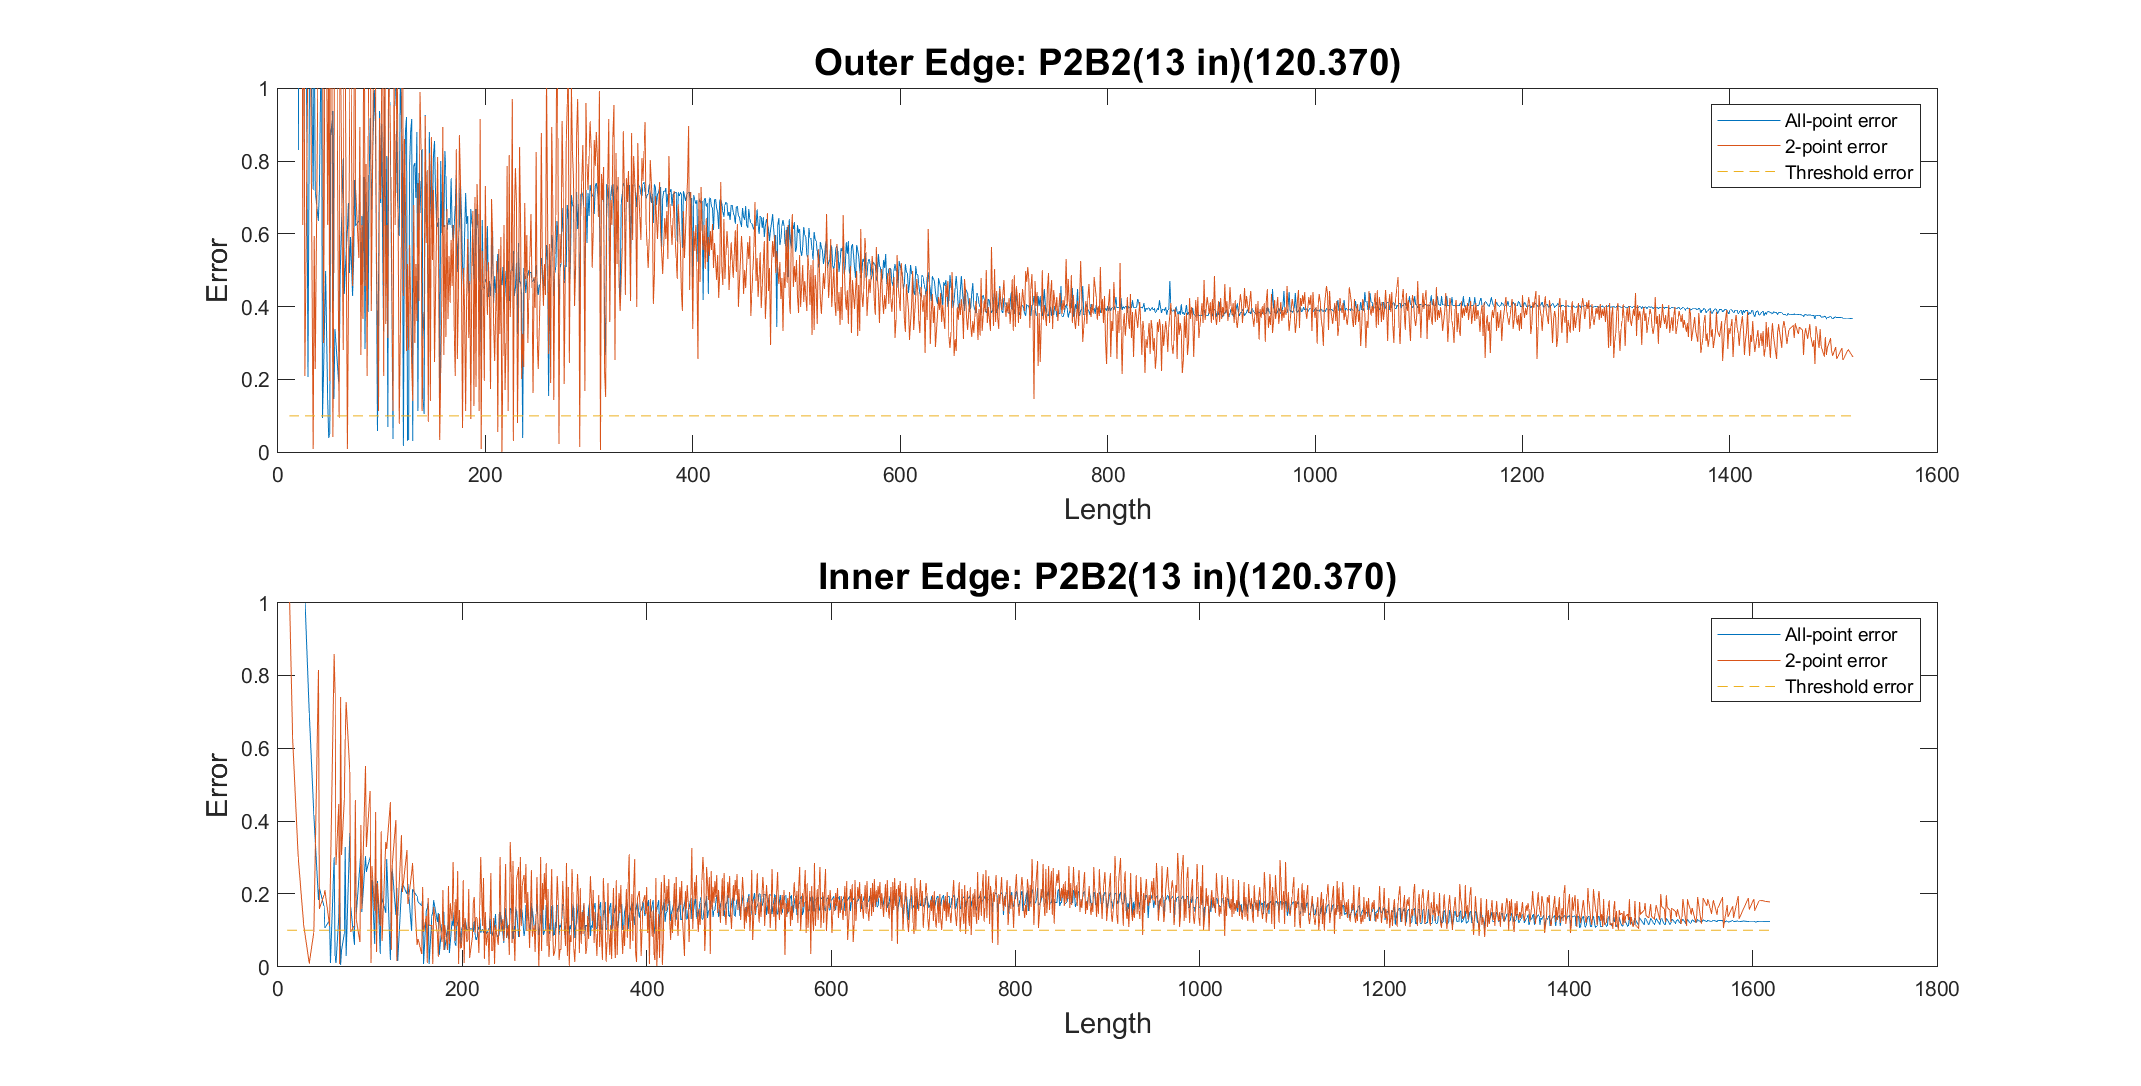 Outer Edge: P2B2(13 in)(120.370)
1
0.8
0.6
0.4
0.2
0
Error
All-point error
2-point error
Threshold error
0 200 400 600 800 1000 1200 1400 1600
Length
Inner Edge: P2B2(13 in)(120.370)
1
0.8
0.6
0.4
0.2
0
Error
All-point error
2-point error
Threshold error
0 200 400 600 800 1000 1200 1400 1600 1800
Length